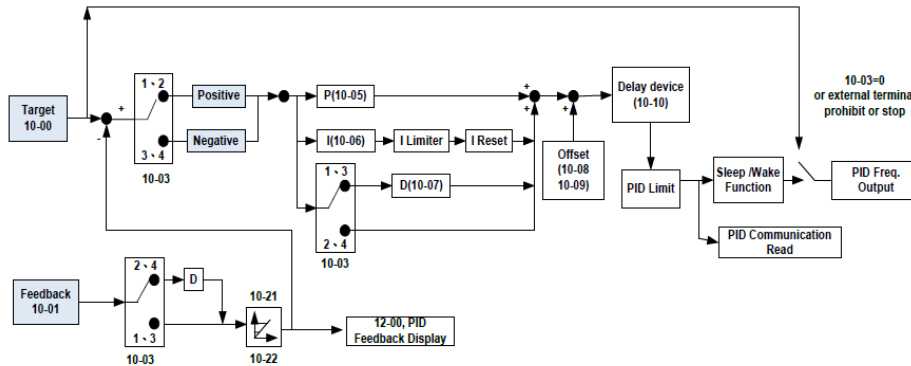 10-03=0
or external terminal
prohibit or stop
Target
10-00
+
-
1、2
3、4
10-03
Positive
Negative
P(10-05)
I(10-06)
I Limiter
I Reset
1、3
2、4
10-03
D(10-07)
+
+
+
+
Offset
(10-08
10-09)
Delay device
(10-10)
PID Limit
Sleep /Wake
Function
PID Freq.
Output
PID Communication
Read
Feedback
10-01
2、4
1、3
10-03
D
10-21
10-22
12-00, PID
Feedback Display